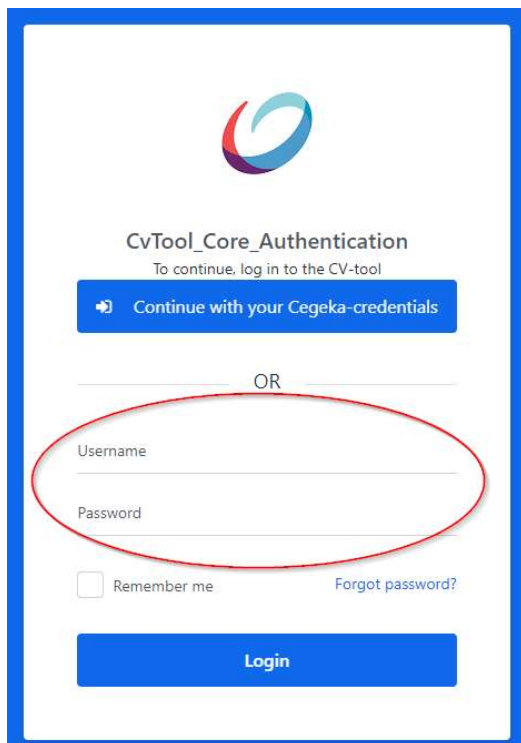 CvTool_Core_Authentication
To continue, log in to the CV-tool
Continue with your Cegeka-credentials
OR
Username
Password
Remember me Forgot password?
Login